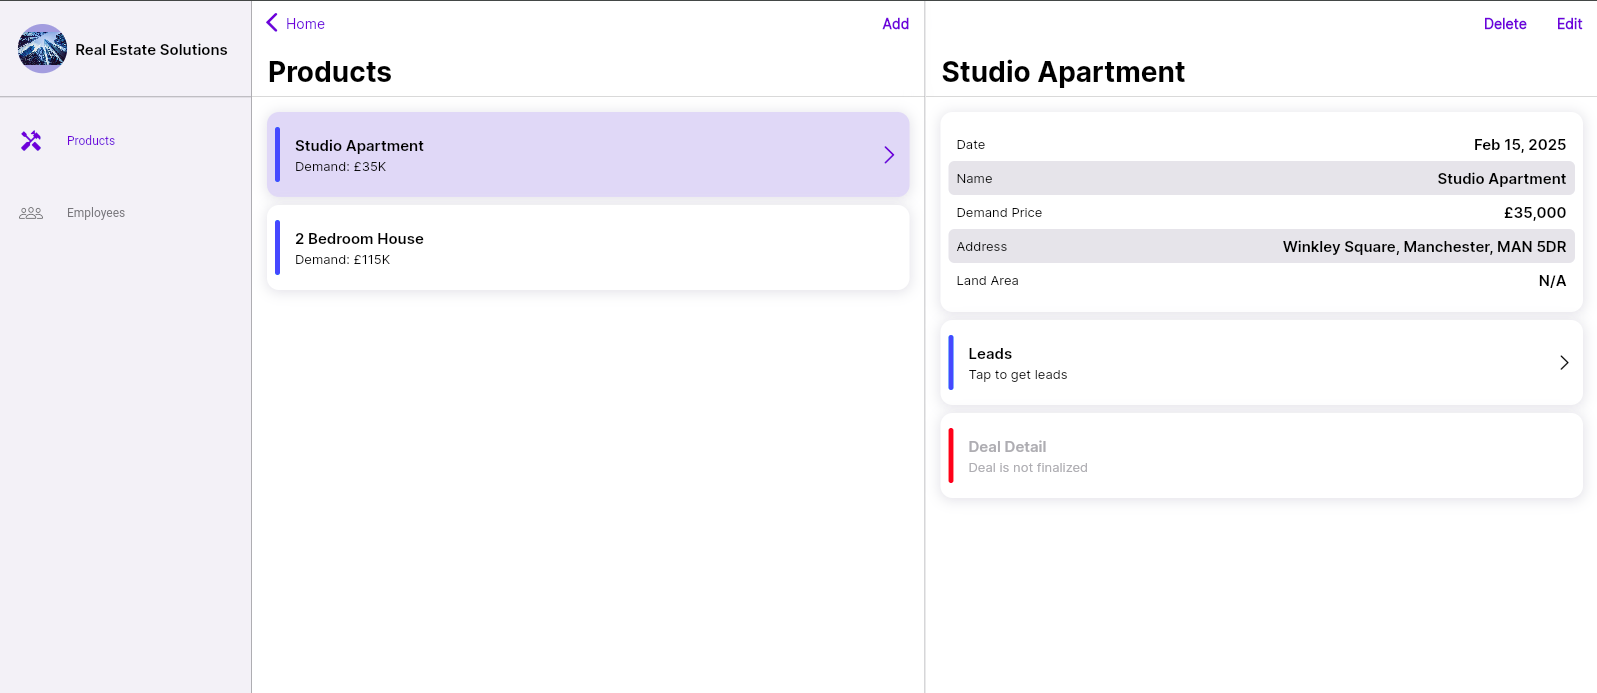 Real Estate Solutions
Products
Employees
Home
Add
Products
Studio Apartment
Demand: £35K
2 Bedroom House
Demand: £115K
Delete
Edit
Studio Apartment
Date
Feb 15, 2025
Name
Studio Apartment
Demand Price
£35,000
Address
Winkley Square, Manchester, MAN 5DR
Land Area
N/A
Leads
Tap to get leads
Deal Detail
Deal is not finalized